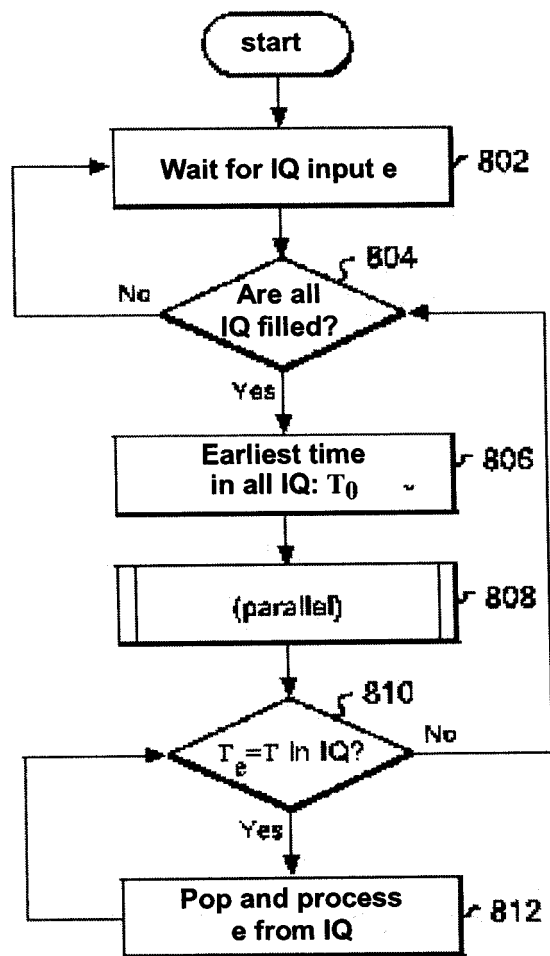 start
Wait for IQ input e
802
804
No
Are all
IQ filled?
Yes
Earliest time
in all IQ: T0
806
(parallel)
808
810
Te=T in IQ?
No
Yes
Pop and process
e from IQ
812